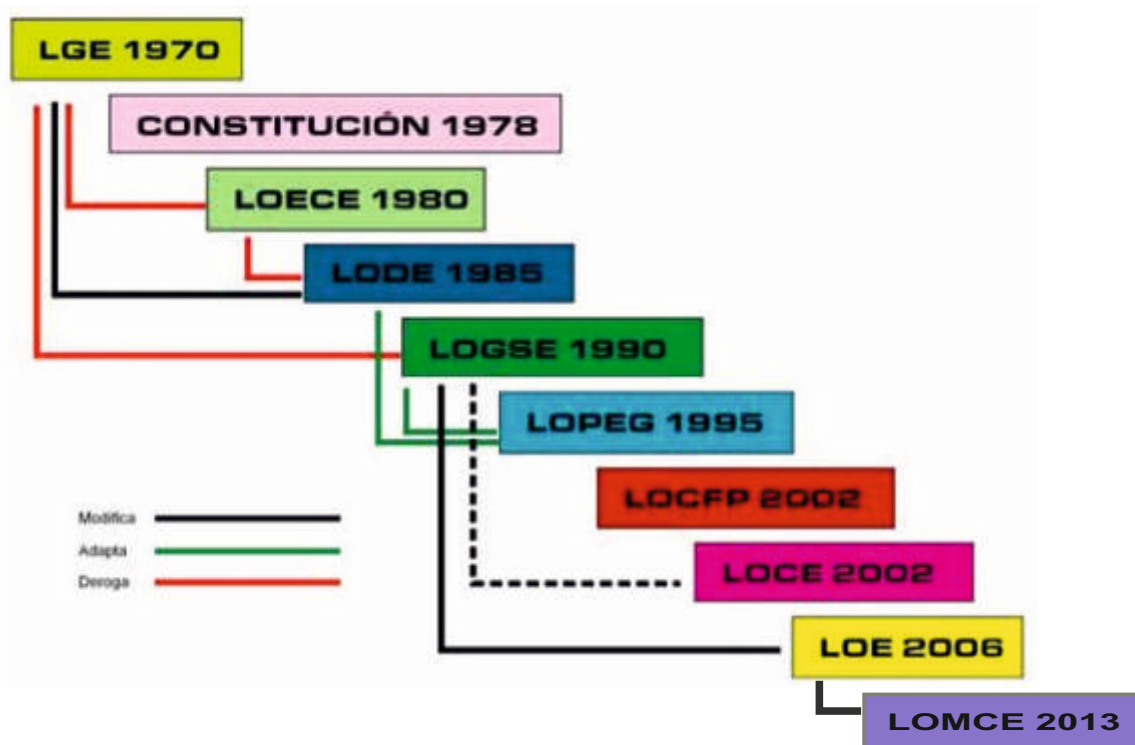 LGE 1970
CONSTITUCIÓN 1978
LOECE 1980
LODE 1985
LOGSE 1990
LOPEG 1995
LOCFP 2002
Modifica
Adapta
Deroga
LOCE 2002
LOE 2006
LOMCE 2013